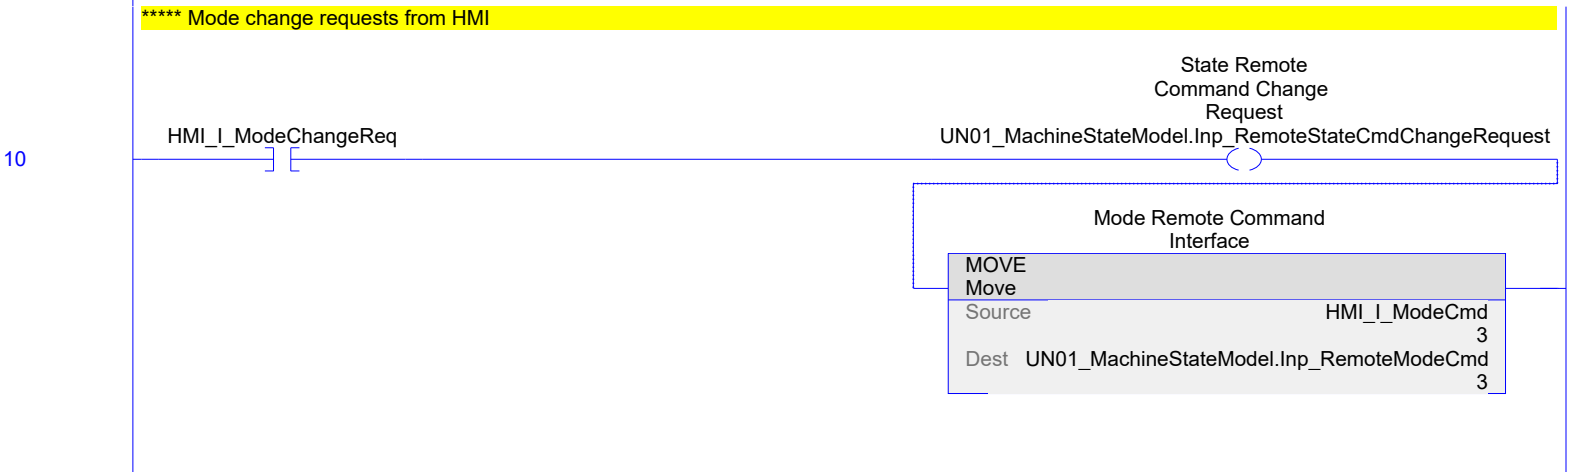 ***** Mode change requests from HMI
State Remote
Command Change
Request
HMI_I_ModeChangeReq UN01_MachineStateModel.Inp_RemoteStateCmdChangeRequest
10
Mode Remote Command
Interface
MOVE
Move
Source HMI_I_ModeCmd
3
Dest UN01_MachineStateModel.Inp_RemoteModeCmd
3